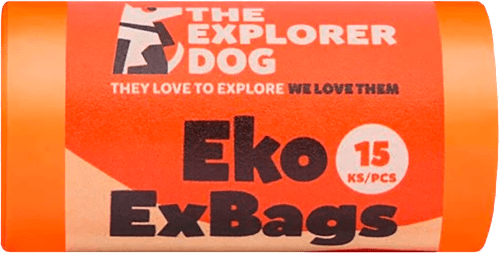 THE
EXPLORER
DOG
THEY LOVE TO EXPLORE WE LOVE THEM
Eko
15
KS/PCS
ExBags